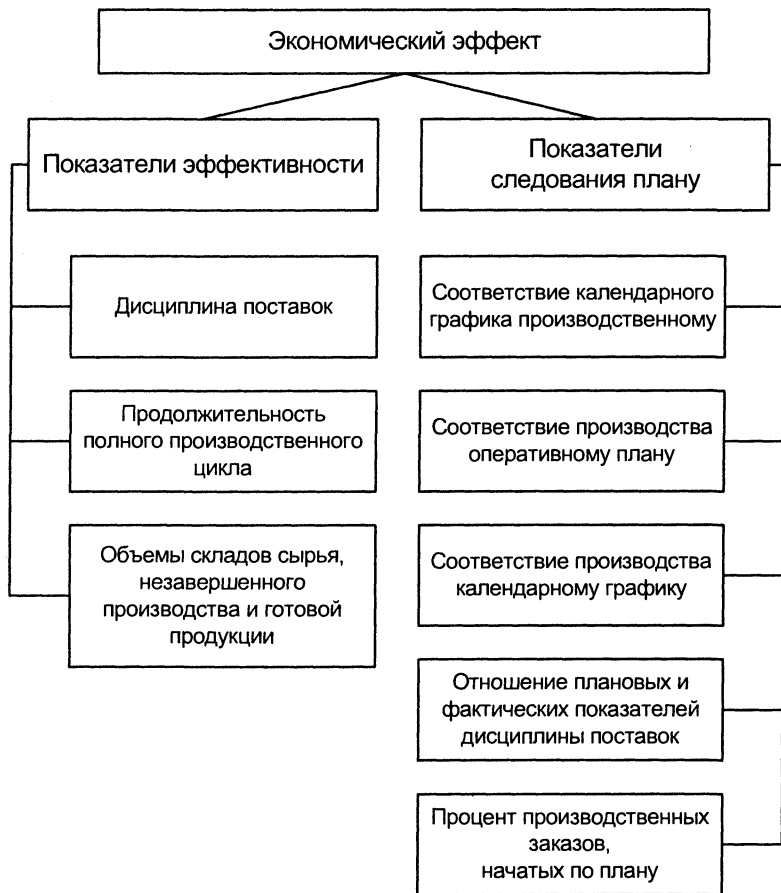 Экономический эффект
Показатели эффективности
Показатели
следования плану
Дисциплина поставок
Продолжительность
полного производственного
цикла
Объемы складов сырья,
незавершенного
производства и готовой
продукции
Соответствие календарного
графика производственному
Соответствие производства
оперативному плану
Соответствие производства
календарному графику
Отношение плановых и
фактических показателей
дисциплины поставок
Процент производственных
заказов,
начатых по плану